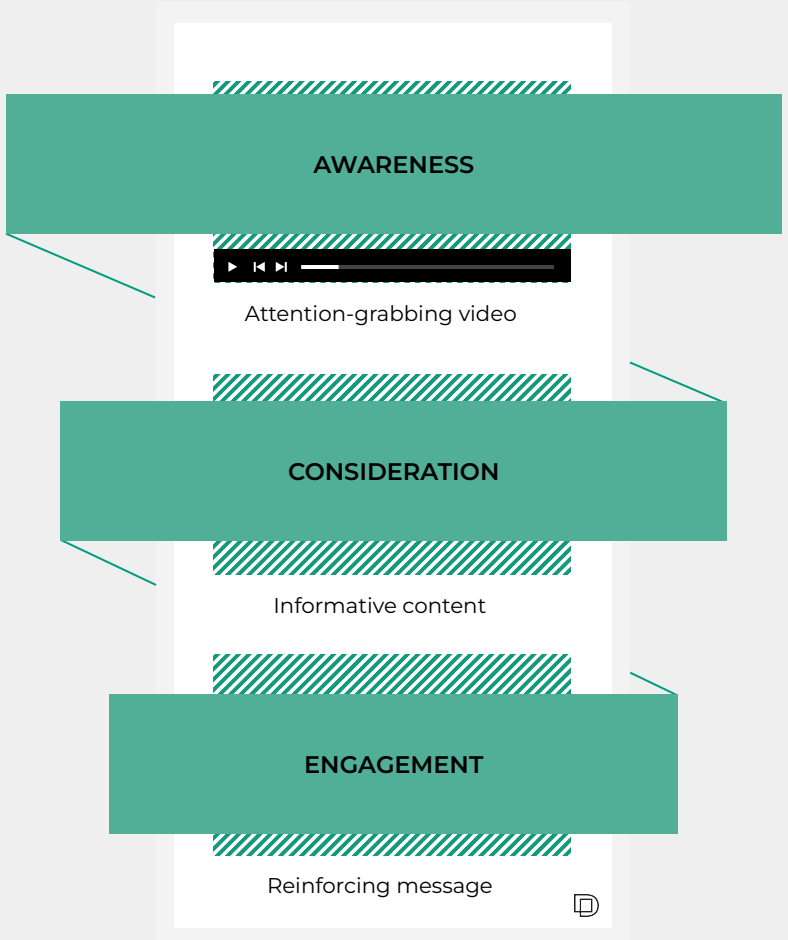 AWARENESS
Attention-grabbing video
CONSIDERATION
Informative content
ENGAGEMENT
Reinforcing message